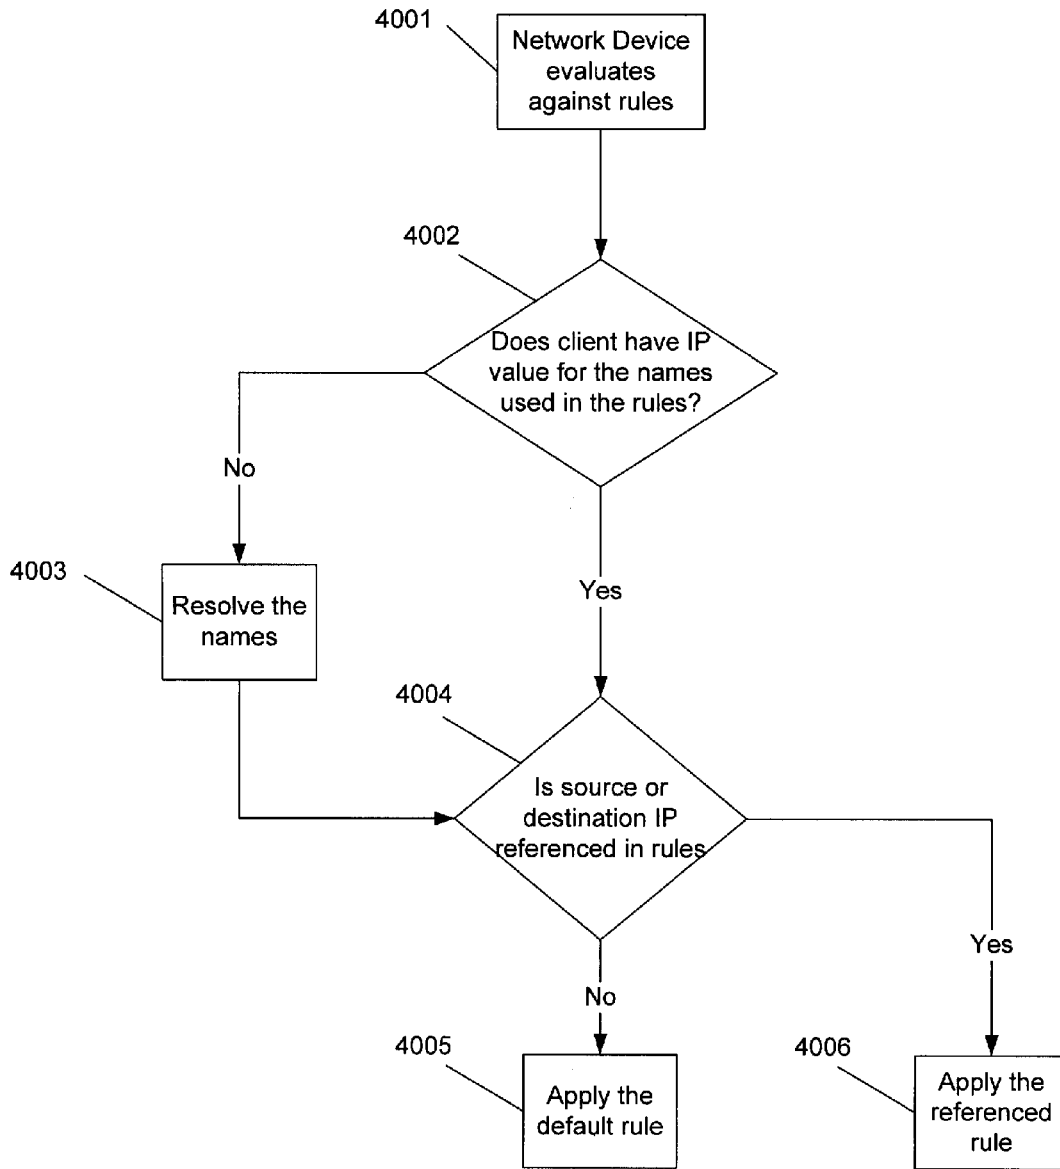 4001
Network Device
evaluates
against rules
4002
Does client have IP
value for the names
used in the rules?
No
Yes
4003
Resolve the
names
4004
Is source or
destination IP
referenced in rules
No
Yes
4005
Apply the
default rule
4006
Apply the
referenced
rule